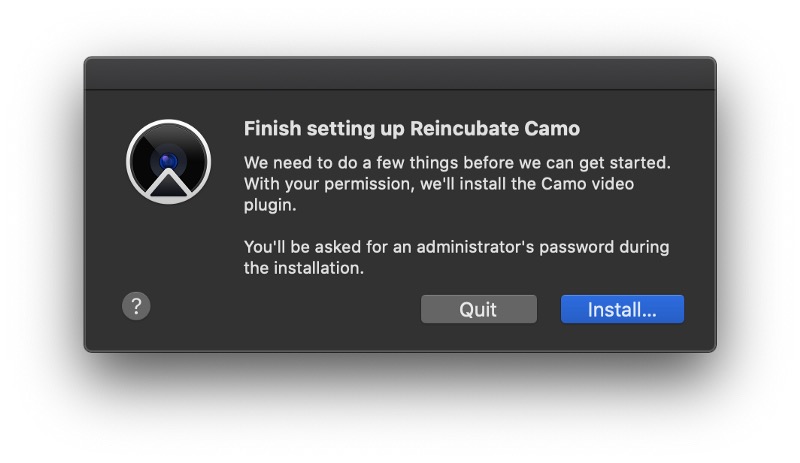 Finish setting up Reincubate Camo
We need to do a few things before we can get started.
With your permission, we'll install the Camo video
plugin.
You'll be asked for an administrator's password during
the installation.
?
Quit
Install...